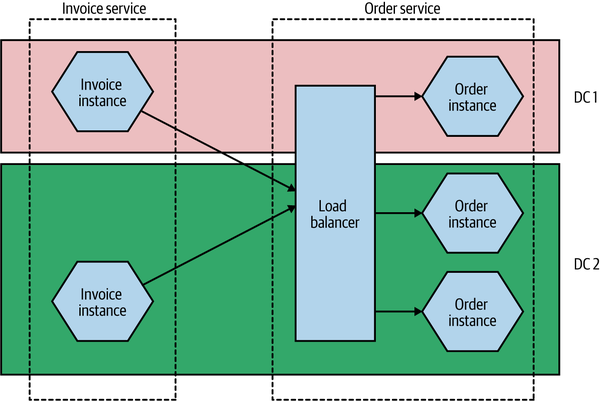 Invoice service
Order service
Invoice
instance
Order
instance
DC 1
Load
balancer
Order
instance
DC 2
Invoice
instance
Order
instance